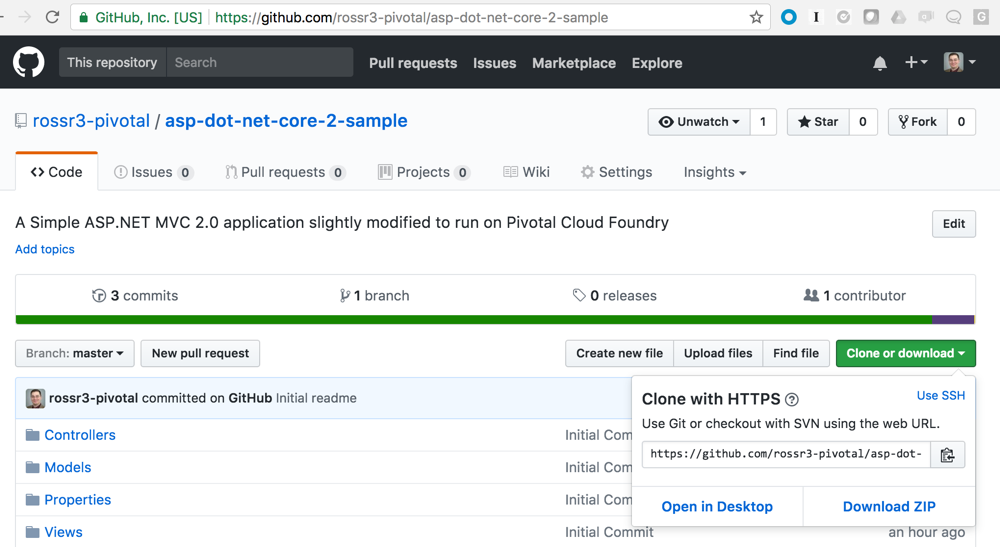 GitHub, Inc. [US] https://github.com/rossr3-pivotal/asp-dot-net-core-2-sample
This repository Search Pull requests Issues Marketplace Explore
rossr3-pivotal / asp-dot-net-core-2-sample Unwatch 1 Star 0 Fork 0
Code Issues 0 Pull requests 0 Projects 0 Wiki Settings Insights
A Simple ASP.NET MVC 2.0 application slightly modified to run on Pivotal Cloud Foundry Edit
Add topics
3 commits 1 branch 0 releases 1 contributor
Branch: master New pull request Create new file Upload files Find file Clone or download
rossr3-pivotal committed on GitHub Initial readme
Clone with HTTPS ? Use SSH
Use Git or checkout with SVN using the web URL.
https://github.com/rossr3-pivotal/asp-dot-
Open in Desktop Download ZIP
Controllers Initial Com
Models Initial Com
Properties Initial Com
Views Initial Commit an hour ago